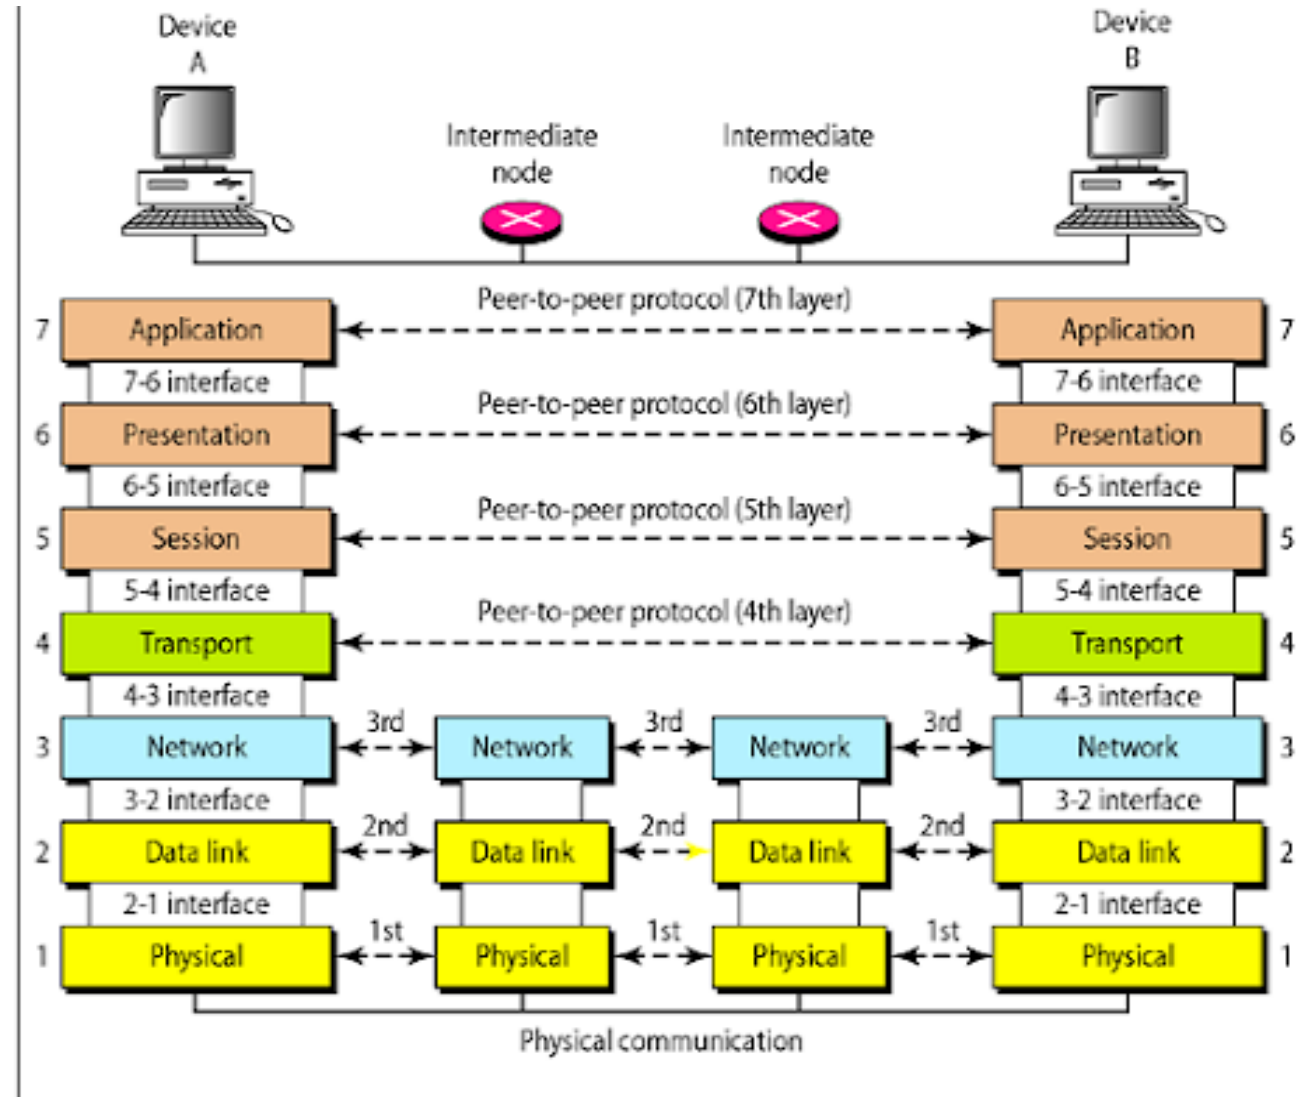 Device
A
Device
B
Intermediate
node
Intermediate
node
Peer-to-peer protocol (7th layer)
7 Application Application 7
7-6 interface 7-6 interface
Peer-to-peer protocol (6th layer)
6 Presentation Presentation 6
6-5 interface 6-5 interface
Peer-to-peer protocol (5th layer)
5 Session Session 5
5-4 interface 5-4 interface
Peer-to-peer protocol (4th layer)
4 Transport Transport 4
4-3 interface 4-3 interface
3rd 3rd 3rd
3 Network Network Network Network 3
3-2 interface 3-2 interface
2nd 2nd 2nd
2 Data link Data link Data link Data link 2
2-1 interface 2-1 interface
1st 1st 1st
1 Physical Physical Physical Physical 1
Physical communication